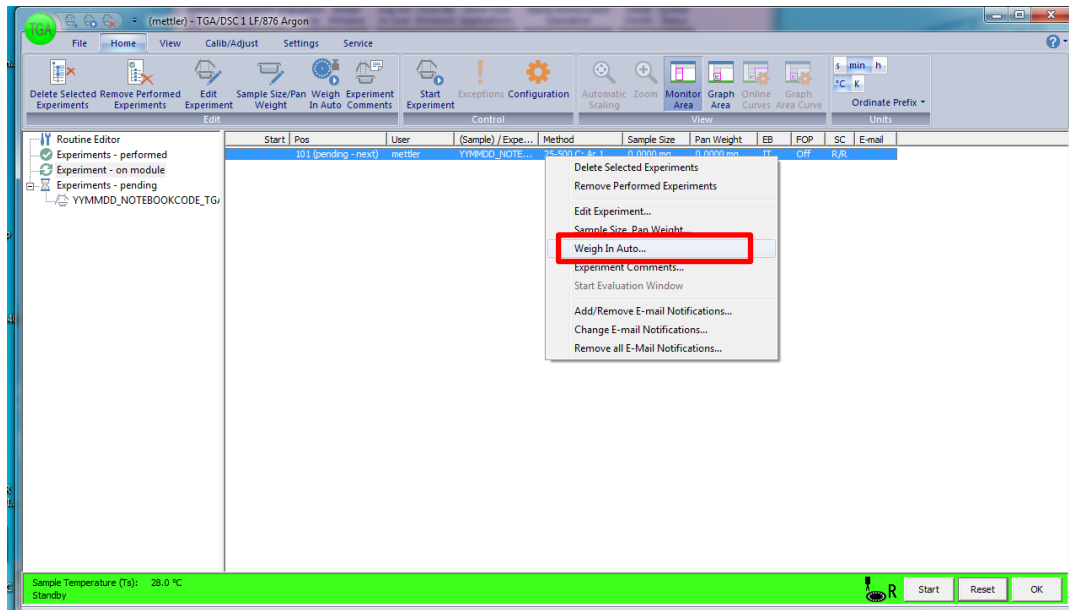 TGA (mettler) - TGA/DSC 1 LF/876 Argon
File Home View Calib/Adjust Settings Service
Delete Selected Experiments
Remove Performed Experiments
Edit Experiment
Sample Size/Pan Weight
Weigh In Auto
Experiment Comments
Edit
Start Experiment
Exceptions
Configuration
Control
Automatic Scaling
Zoom
Monitor Area
Graph Area
Online Curves
Graph Area Curve
View
s min h
°C K
Ordinate Prefix
Units
Routine Editor
Experiments - performed
Experiment - on module
Experiments - pending
YYMMDD_NOTEBOOKCODE_TG
Start Pos User (Sample) / Expe... Method Sample Size Pan Weight EB FOP SC E-mail
101 (pending - next) mettler YYMMDD_NOTE... 25-500 C: Ar 1... 0.0000 mg 0.0000 mg IT Off R/R
Delete Selected Experiments
Remove Performed Experiments
Edit Experiment...
Sample Size, Pan Weight...
Weigh In Auto...
Experiment Comments...
Start Evaluation Window
Add/Remove E-mail Notifications...
Change E-mail Notifications...
Remove all E-Mail Notifications...
Sample Temperature (Ts): 28.0 °C
Standby
R Start Reset OK